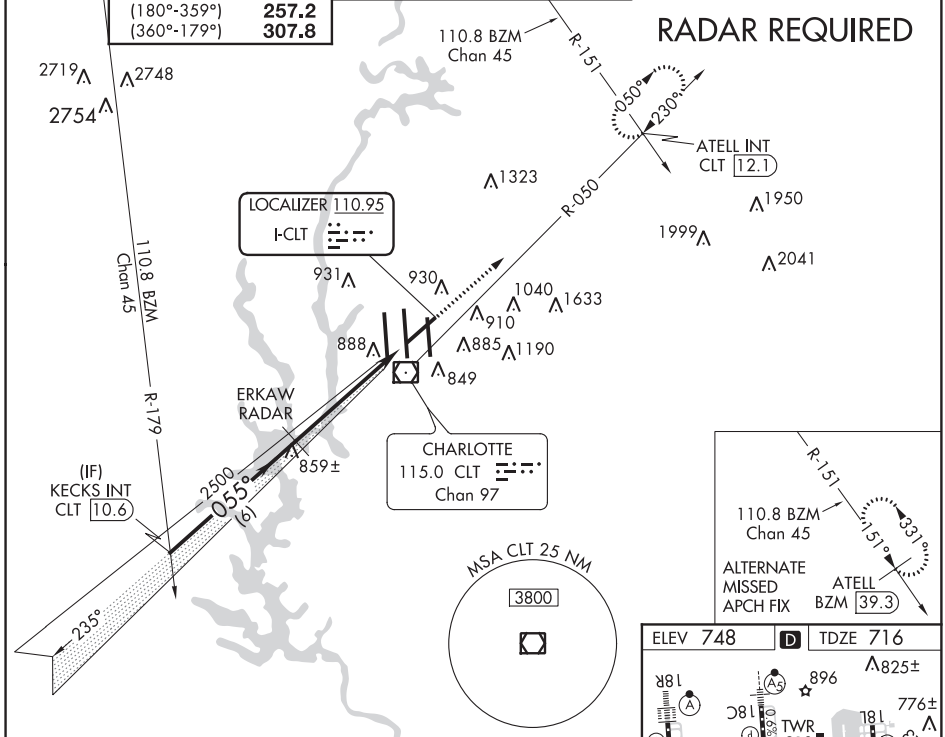 (180°-359°) 257.2
(360°-179°) 307.8
RADAR REQUIRED
110.8 BZM
Chan 45
R-151
2719
2748
2754
050°
230°
ATELL INT
CLT 12.1
1323
R-050
1950
1999
2041
LOCALIZER 110.95
I-CLT
110.8 BZM
Chan 45
R-179
931
930
1040
1633
910
888
885
1190
849
ERKAW
RADAR
859±
CHARLOTTE
115.0 CLT
Chan 97
(IF)
KECKS INT
CLT 10.6
2500
055°
(6)
235°
MSA CLT 25 NM
3800
R-151
110.8 BZM
Chan 45
151°
331°
ALTERNATE
MISSED
APCH FIX
ATELL
BZM 39.3
ELEV 748 D TDZE 716
825±
18R
A
A5
896
776±
18C
TWR
18L